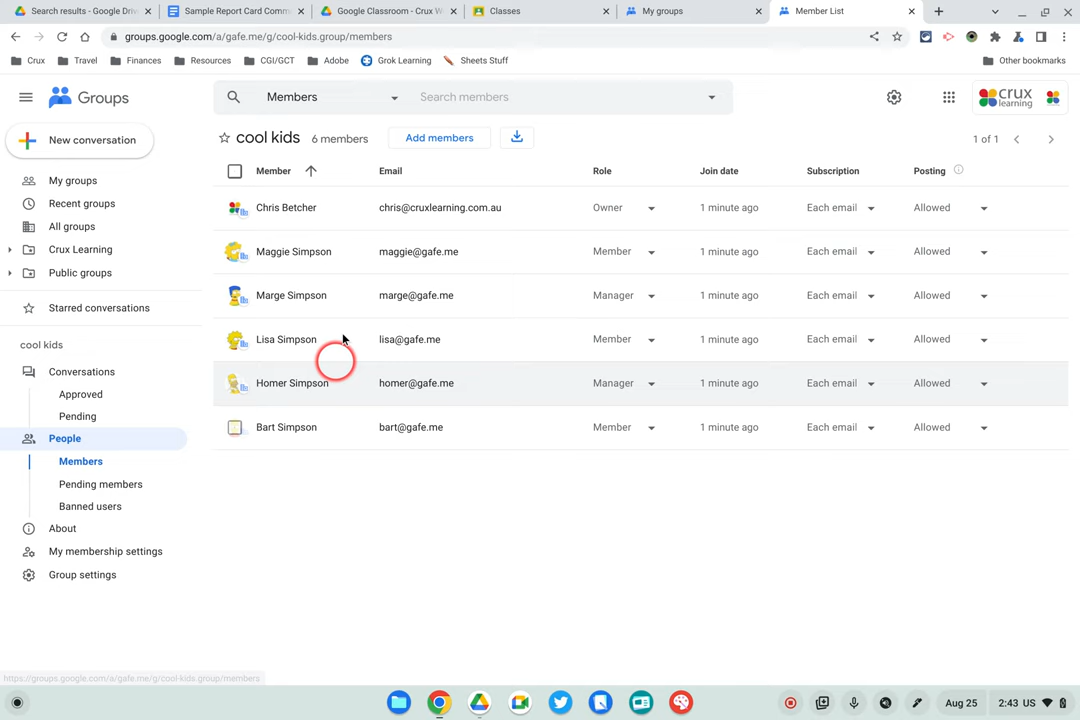 Search results - Google Driv
Sample Report Card Comme
Google Classroom - Crux W
Classes
My groups
Member List
groups.google.com/a/gafe.me/g/cool-kids.group/members
Crux
Travel
Finances
Resources
CGI/GCT
Adobe
Grok Learning
Sheets Stuff
Other bookmarks
Groups
Members
Search members
crux
learning
New conversation
cool kids 6 members Add members
1 of 1
Member Email Role Join date Subscription Posting
Chris Betcher chris@cruxlearning.com.au Owner 1 minute ago Each email Allowed
Maggie Simpson maggie@gafe.me Member 1 minute ago Each email Allowed
Marge Simpson marge@gafe.me Manager 1 minute ago Each email Allowed
Lisa Simpson lisa@gafe.me Member 1 minute ago Each email Allowed
Homer Simpson homer@gafe.me Manager 1 minute ago Each email Allowed
Bart Simpson bart@gafe.me Member 1 minute ago Each email Allowed
My groups
Recent groups
All groups
Crux Learning
Public groups
Starred conversations
cool kids
Conversations
Approved
Pending
People
Members
Pending members
Banned users
About
My membership settings
Group settings
https://groups.google.com/a/gafe.me/g/cool-kids.group/members
Aug 25
2:43 US